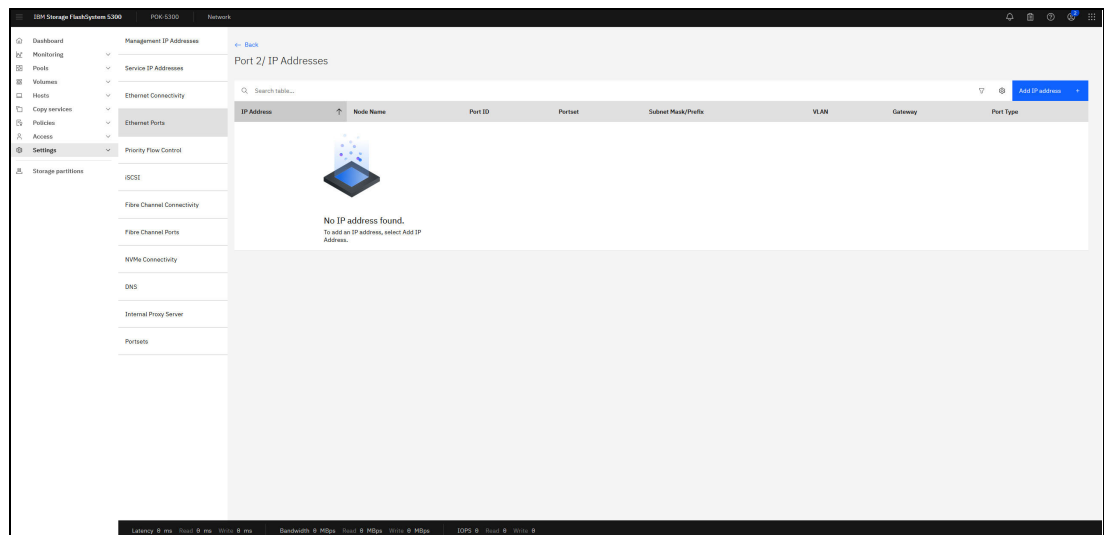 IBM Storage FlashSystem 5300 POK-5300 Network
2
Dashboard
Monitoring
Pools
Volumes
Hosts
Copy services
Policies
Access
Settings
Storage partitions
Management IP Addresses
Service IP Addresses
Ethernet Connectivity
Ethernet Ports
Priority Flow Control
iSCSI
Fibre Channel Connectivity
Fibre Channel Ports
NVMe Connectivity
DNS
Internal Proxy Server
Portsets
← Back
Port 2/ IP Addresses
Search table...
Add IP address +
IP Address ↑ Node Name Port ID Portset Subnet Mask/Prefix VLAN Gateway Port Type
No IP address found.
To add an IP address, select Add IP
Address.
Latency 0 ms Read 0 ms Write 0 ms Bandwidth 0 MBps Read 0 MBps Write 0 MBps IOPS 0 Read 0 Write 0